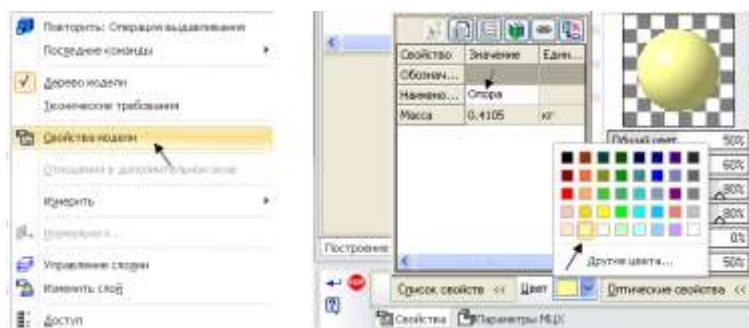 Повторить: Операция выдавливания
Последние команды
Дерево модели
Технические требования
Свойства модели
Отношения в дополнительном окне
Измерить
Нормально к...
Управление слоями
Изменить слой
Доступ
Свойство Значение Един...
Обознач...
Наимено... Опора
Масса 0.4105 кг
Общий цвет 50%
60%
80%
80%
0%
50%
Другие цвета...
Построение
Список свойств << Цвет Оптические свойства <<
Свойства Параметры МЦХ